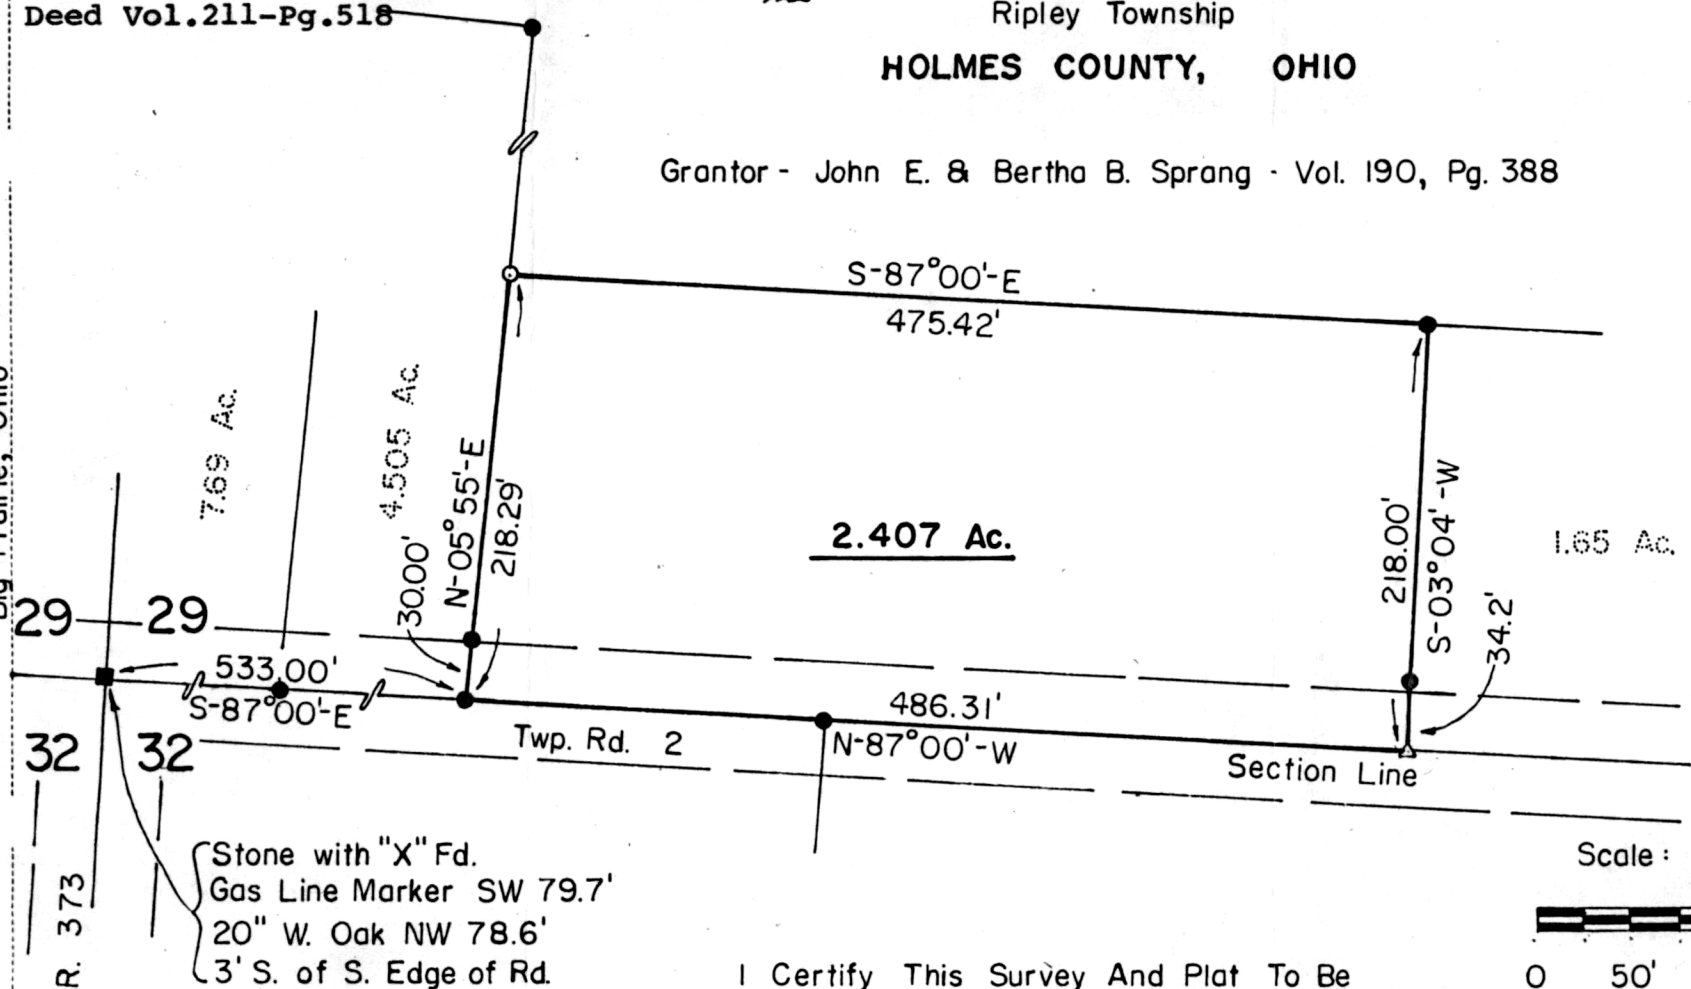 Deed Vol.211-Pg.518
Ripley Township
HOLMES COUNTY, OHIO
Grantor - John E. & Bertha B. Sprang - Vol. 190, Pg. 388
S-87°00'-E
475.42'
7.69 Ac.
4.505 Ac.
N-05°55'-E
218.29'
30.00'
2.407 Ac.
218.00'
S-03°04'-W
34.2'
1.65 Ac.
29
29
533.00'
S-87°00'-E
486.31'
N-87°00'-W
Twp. Rd. 2
Section Line
32
32
Stone with "X" Fd.
Gas Line Marker SW 79.7'
20" W. Oak NW 78.6'
3' S. of S. Edge of Rd.
R. 373
Scale:
0 50'
I Certify This Survey And Plat To Be